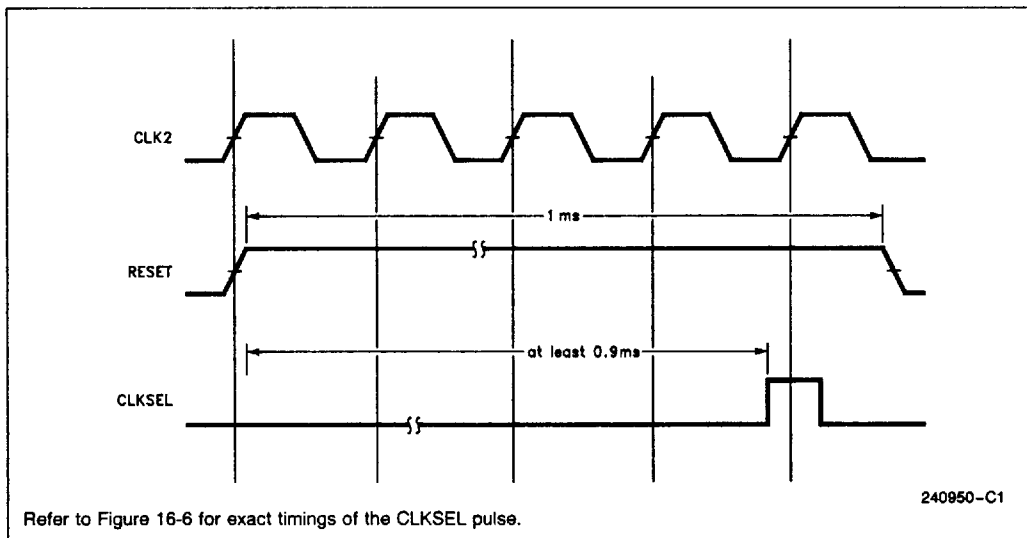 CLK2
1 ms
RESET
at least 0.9ms
CLKSEL
240950-C1
Refer to Figure 16-6 for exact timings of the CLKSEL pulse.